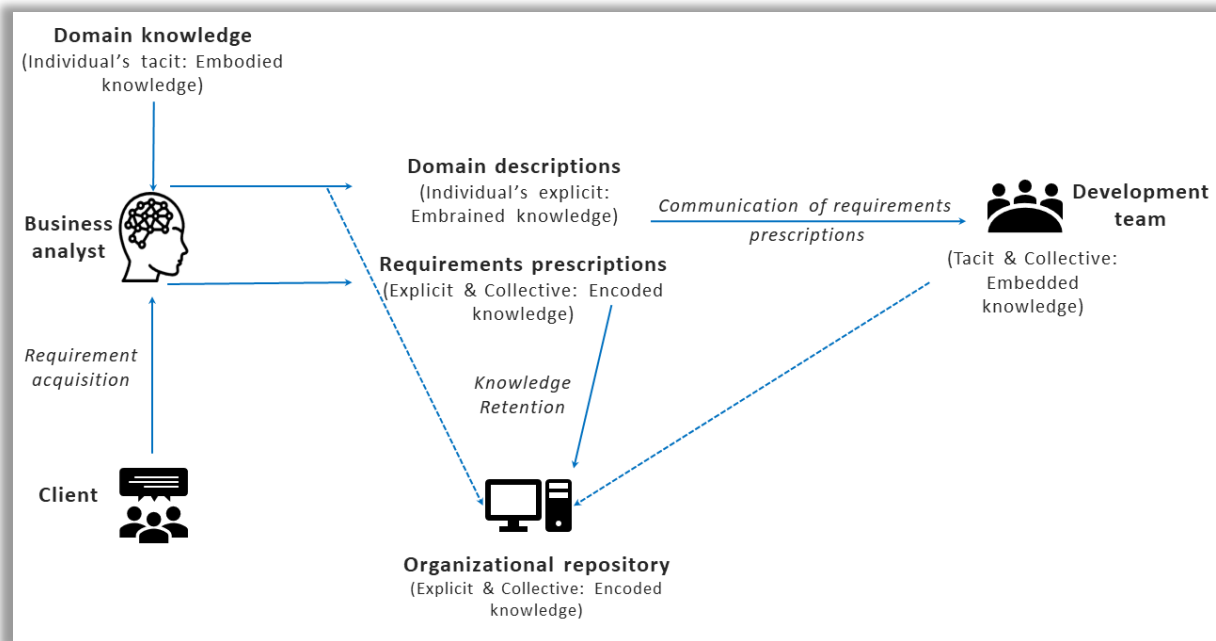 Domain knowledge
(Individual's tacit: Embodied
knowledge)
Domain descriptions
(Individual's explicit:
Embrained knowledge)
Communication of requirements
prescriptions
Development
team
(Tacit & Collective:
Embedded
knowledge)
Business
analyst
Requirements prescriptions
(Explicit & Collective: Encoded
knowledge)
Requirement
acquisition
Knowledge
Retention
Client
Organizational repository
(Explicit & Collective: Encoded
knowledge)